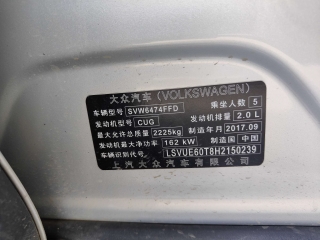 大众汽车(VOLKSWAGEN)
车辆型号 SVW6474FFD 乘坐人数 5
发动机型号 CUG 发动机排量 2.0 L
最大允许总质量 2225kg 制造年月 2017.09
发动机最大净功率 162 kW 制造国 中国
车辆识别代号 LSVUE60T8H2150239
上汽大众汽车有限公司